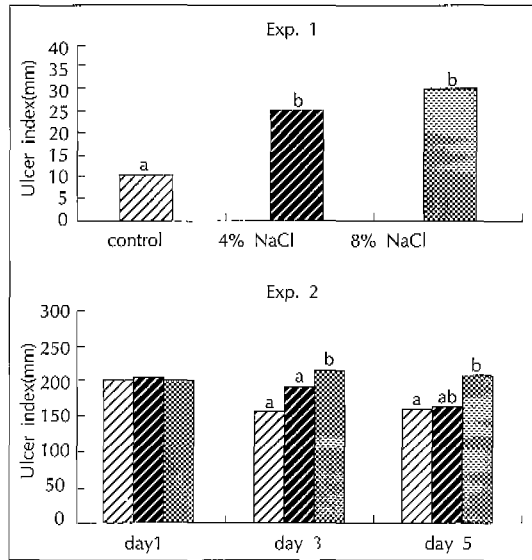 Exp. 1
Ulcer index(mm)
40
35
30
25
20
15
10
5
0
a
b
b
control 4% NaCl 8% NaCl
Exp. 2
Ulcer index(mm)
300
250
200
150
100
50
0
a a b
a ab b
day1 day 3 day 5